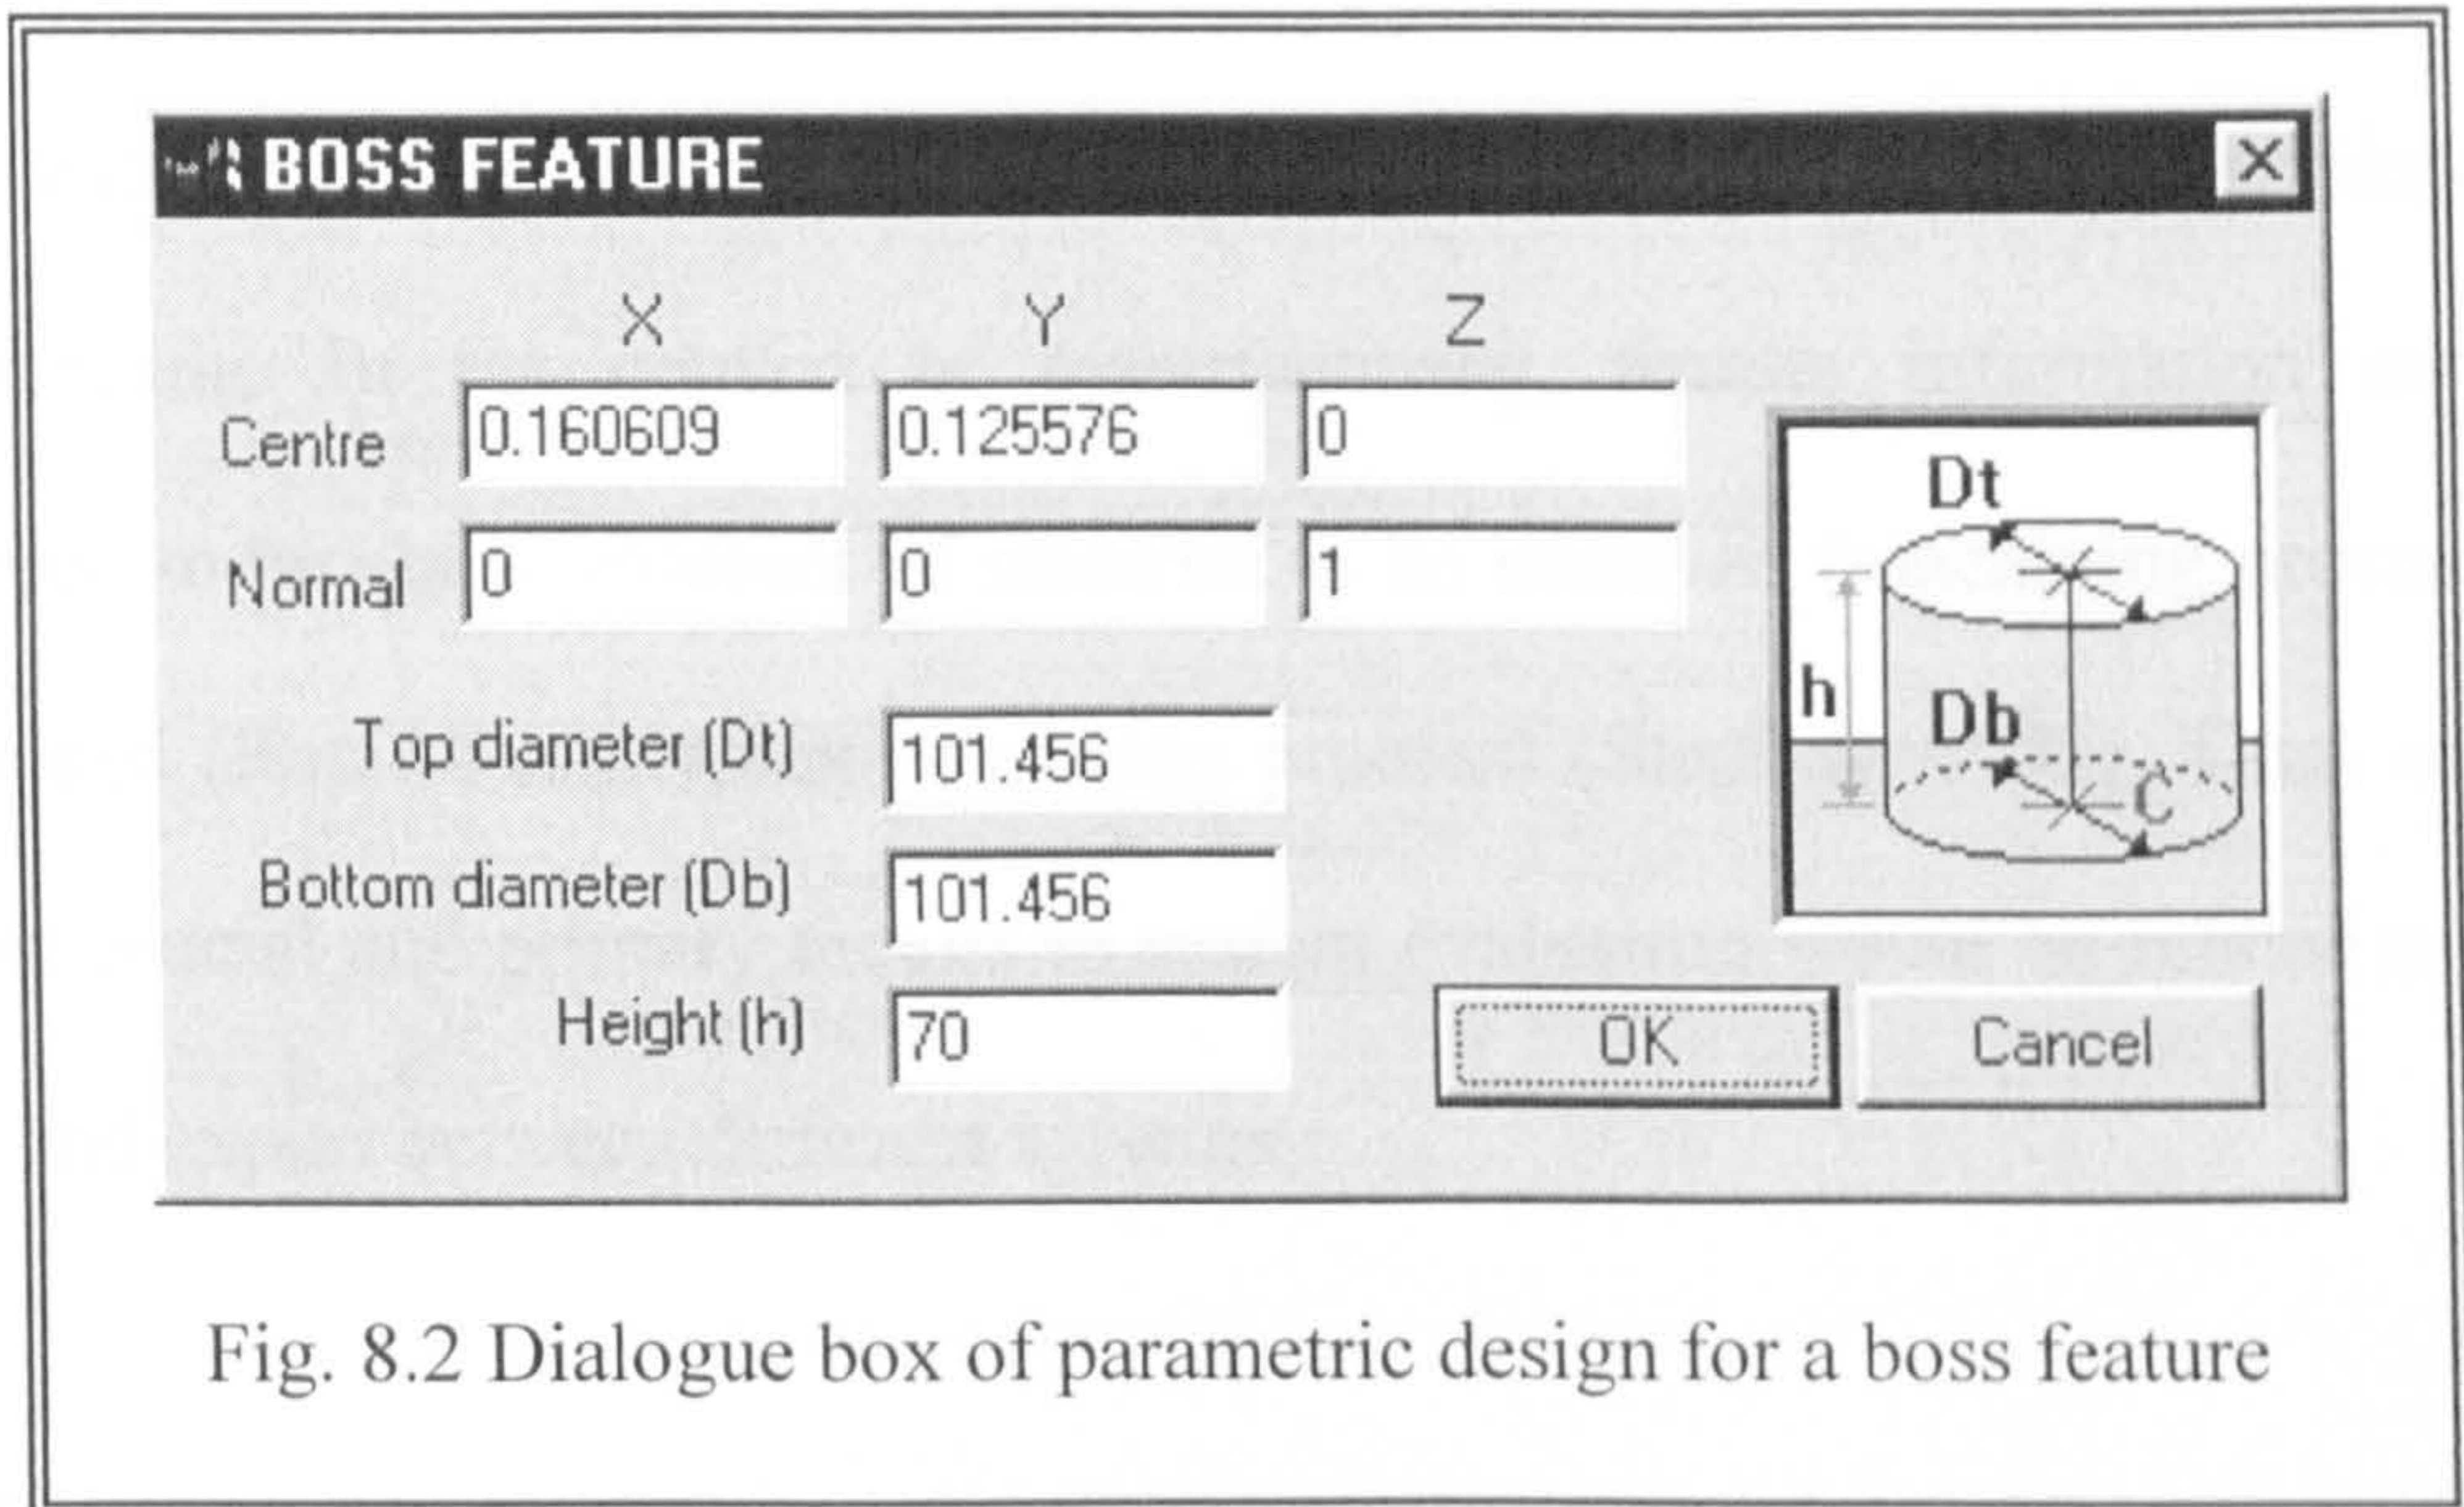 BOSS FEATURE
X Y Z
Centre 0.160609 0.125576 0
Normal 0 0 1
Top diameter (Dt) 101.456
Bottom diameter (Db) 101.456
Height (h) 70
Dt
h
Db
C
OK Cancel
Fig. 8.2 Dialogue box of parametric design for a boss feature